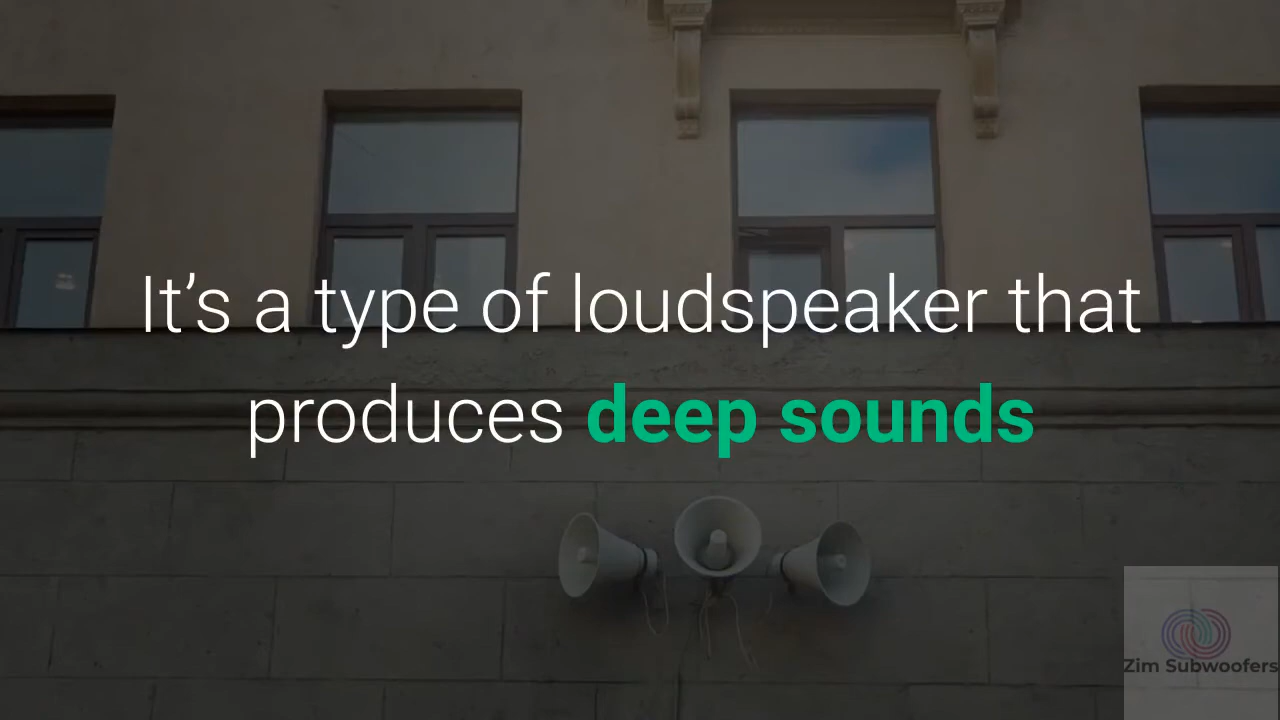 It’s a type of loudspeaker that
produces deep sounds
Zim Subwoofers